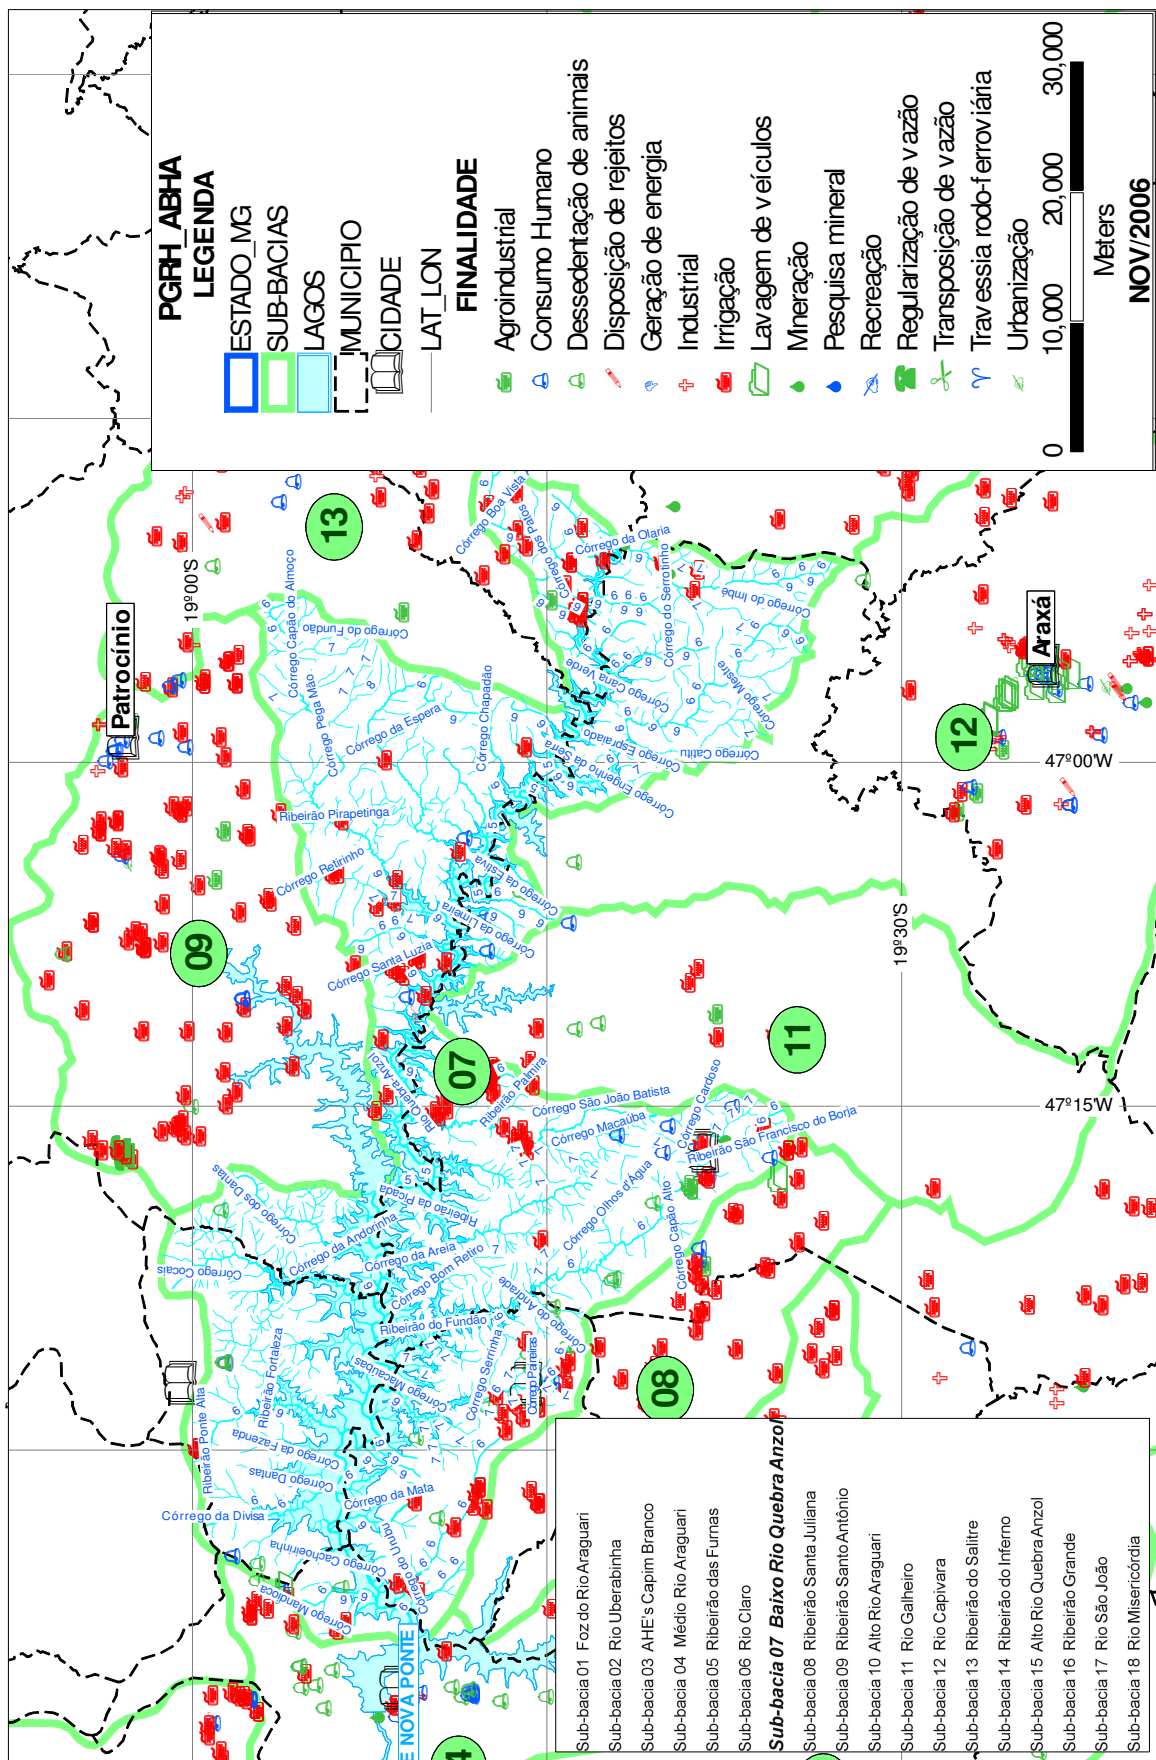 PGRH_ABHA
LEGENDA
ESTADO_MG
SUB-BACIAS
LAGOS
MUNICIPIO
CIDADE
LAT_LON
FINALIDADE
Agroindustrial
Consumo Humano
Dessedentação de animais
Disposição de rejeitos
Geração de energia
Industrial
Irrigação
Lavagem de veículos
Mineração
Pesquisa mineral
Recreação
Regularização de vazão
Transposição de vazão
Travessia rodo-ferroviária
Urbanização
0 10,000 20,000 30,000
Meters
NOV/2006
Patrocínio
Araxá
19º00'S
19º30'S
47º00'W
47º15'W
13
12
09
07
11
08
4
E NOVA PONTE
Córrego Capão do Almoço
Córrego do Fundão
Córrego Pega Mão
Córrego da Espera
Córrego Chapadão
Ribeirão Pirapetinga
Córrego Retirinho
Córrego Santa Luzia
Córrego da Limeira
Córrego da Estiva
Córrego Boa Vista
Córrego dos Patos
Córrego da Olaria
Córrego do Serrotinho
Córrego do Imbé
Córrego Cana Verde
Córrego Mestre
Córrego Espraiado
Córrego Catitu
Córrego Engenho da Serra
Rio Quebra Anzol
Ribeirão Palmira
Córrego São João Batista
Córrego Macaúba
Córrego Cardoso
Ribeirão São Francisco do Borja
Córrego Olhos d'Água
Córrego Capão Alto
Ribeirão da Picada
Córrego dos Dantas
Córrego da Andorinha
Córrego da Areia
Córrego Bom Retiro
Córrego Cocais
Córrego do Andrade
Ribeirão do Fundão
Córrego Macaúbas
Córrego Serrinha
Córrego Parreiras
Ribeirão Fortaleza
Ribeirão Ponte Alta
Córrego da Fazenda
Córrego Dantas
Córrego da Mata
Córrego da Divisa
Córrego Cachoeirinha
Córrego do Urubu
Córrego Mandioca
Sub-bacia 01 Foz do Rio Araguari
Sub-bacia 02 Rio Uberabinha
Sub-bacia 03 AHE's Capim Branco
Sub-bacia 04 Médio Rio Araguari
Sub-bacia 05 Ribeirão das Furnas
Sub-bacia 06 Rio Claro
Sub-bacia 07 Baixo Rio Quebra Anzol
Sub-bacia 08 Ribeirão Santa Juliana
Sub-bacia 09 Ribeirão Santo Antônio
Sub-bacia 10 Alto Rio Araguari
Sub-bacia 11 Rio Galheiro
Sub-bacia 12 Rio Capivara
Sub-bacia 13 Ribeirão do Salitre
Sub-bacia 14 Ribeirão do Inferno
Sub-bacia 15 Alto Rio Quebra Anzol
Sub-bacia 16 Ribeirão Grande
Sub-bacia 17 Rio São João
Sub-bacia 18 Rio Misericórdia